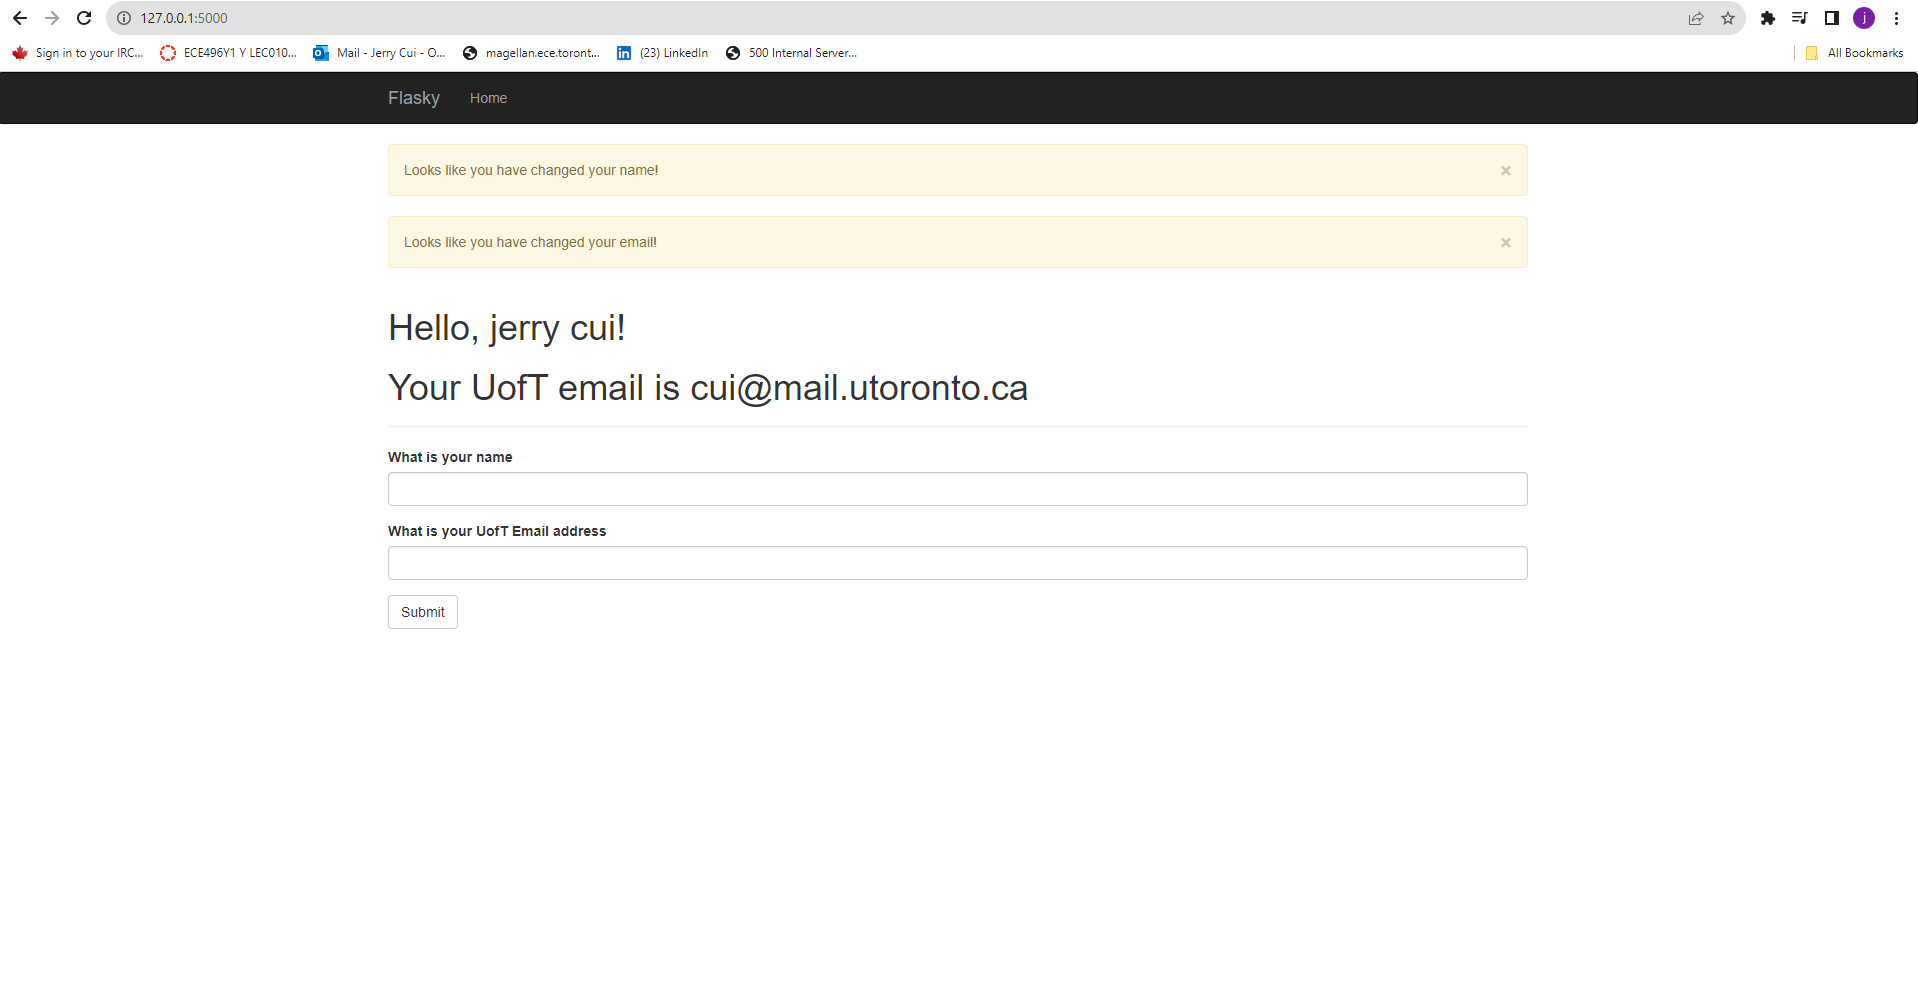 127.0.0.1:5000
Sign in to your IRC... ECE496Y1 Y LEC010... Mail - Jerry Cui - O... magellan.ece.toront... (23) LinkedIn 500 Internal Server... All Bookmarks
Flasky Home
Looks like you have changed your name! ×
Looks like you have changed your email! ×
Hello, jerry cui!
Your UofT email is cui@mail.utoronto.ca
What is your name
What is your UofT Email address
Submit